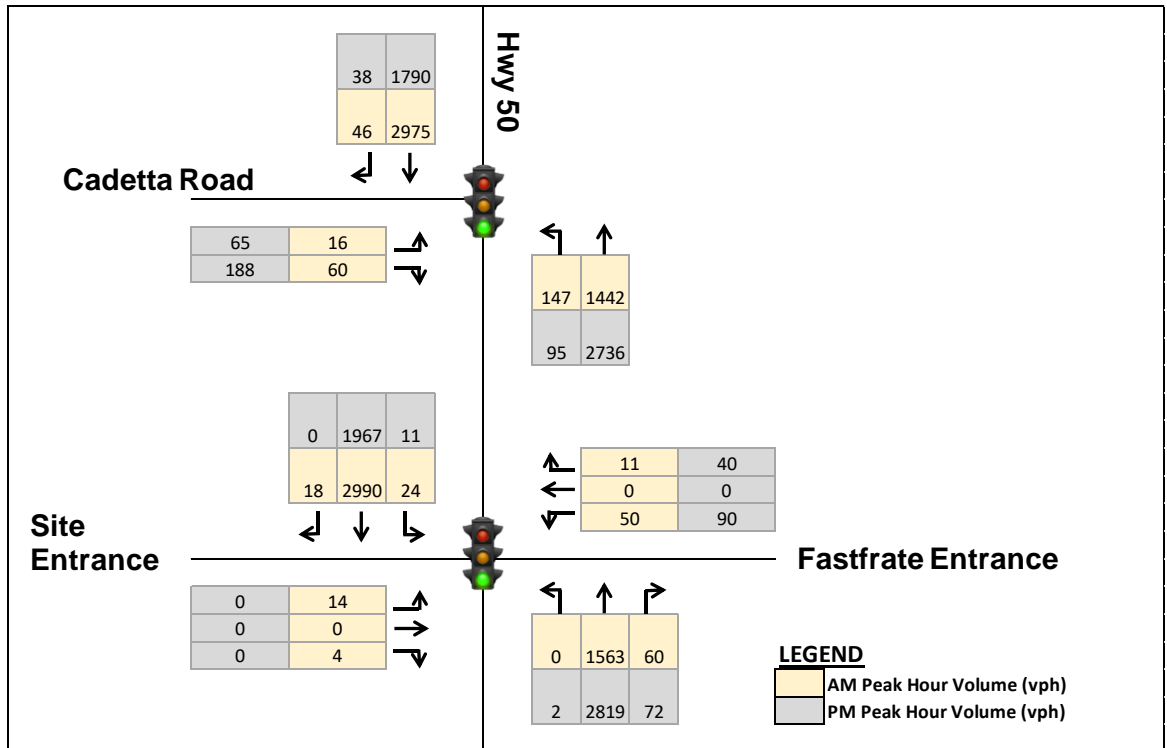 Hwy 50
38 1790
46 2975
Cadetta Road
65 16
188 60
147 1442
95 2736
0 1967 11
18 2990 24
11 40
0 0
50 90
Site
Entrance
Fastfrate Entrance
0 14
0 0
0 4
0 1563 60
2 2819 72
LEGEND
AM Peak Hour Volume (vph)
PM Peak Hour Volume (vph)